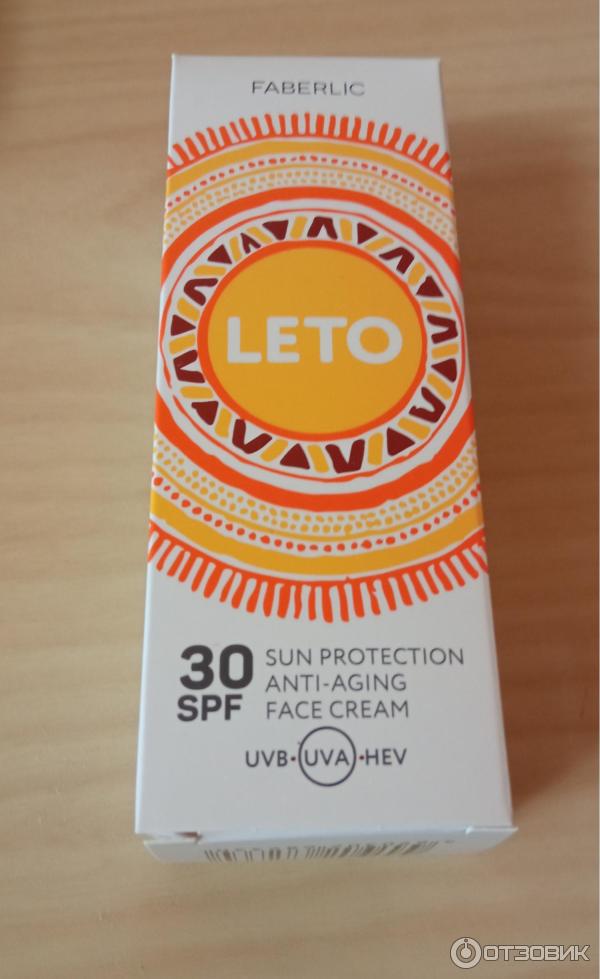 FABERLIC
LETO
30 SPF
SUN PROTECTION
ANTI-AGING
FACE CREAM
UVB·UVA·HEV
ОТЗОВИК